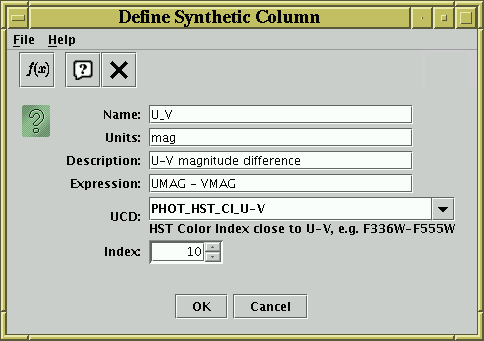 Define Synthetic Column
File Help
f(x)
Name: U_V
Units: mag
Description: U-V magnitude difference
Expression: UMAG - VMAG
UCD: PHOT_HST_CI_U-V
HST Color Index close to U-V, e.g. F336W-F555W
Index: 10
OK Cancel